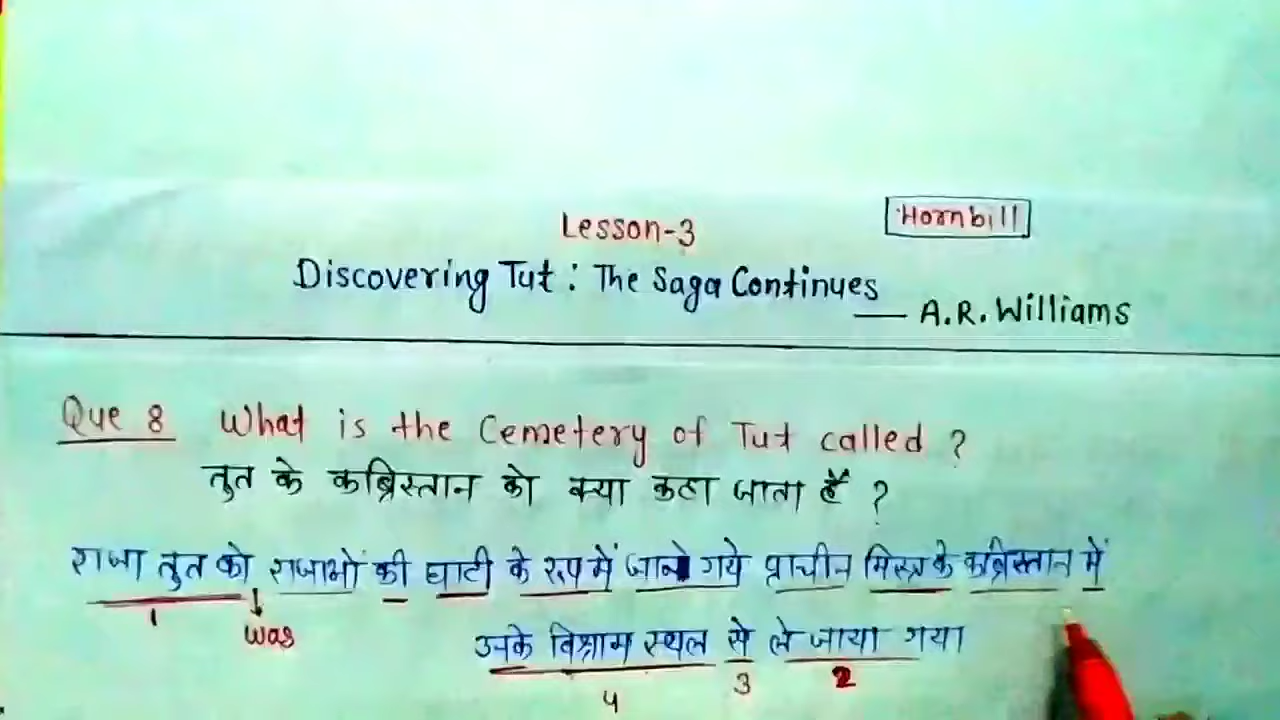 Lesson-3
Hornbill
Discovering Tut: The Saga Continues
— A.R. Williams
Que 8 What is the Cemetery of Tut called ?
तुत के कब्रिस्तान को क्या कहा जाता है ?
राजा तुत को राजाओं की घाटी के रूप में जाने गये प्राचीन मिस्त्र के कब्रिस्तान में
1 was
उनके विश्राम स्थल से ले जाया गया
4 3 2